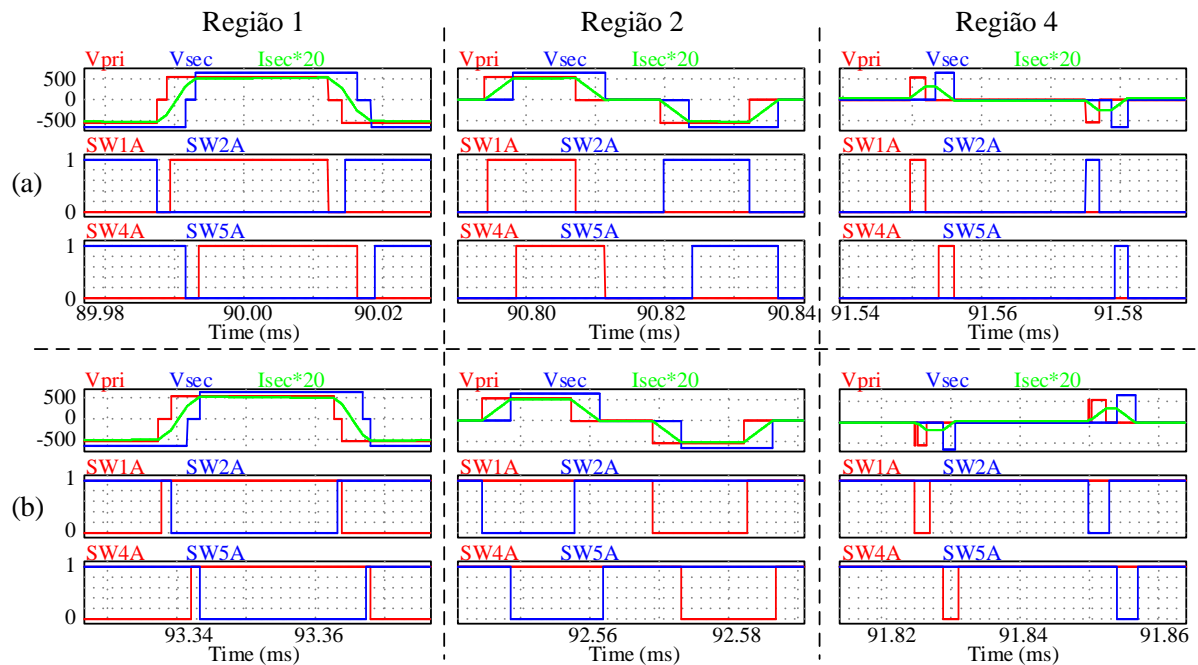 Região 1 Região 2 Região 4
Vpri Vsec Isec*20 Vpri Vsec Isec*20 Vpri Vsec Isec*20
500
0
-500
SW1A SW2A SW1A SW2A SW1A SW2A
1
(a)
0
SW4A SW5A SW4A SW5A SW4A SW5A
1
0
89.98 90.00 90.02 90.80 90.82 90.84 91.54 91.56 91.58
Time (ms) Time (ms) Time (ms)
Vpri Vsec Isec*20 Vpri Vsec Isec*20 Vpri Vsec Isec*20
500
0
-500
SW1A SW2A SW1A SW2A SW1A SW2A
1
(b)
0
SW4A SW5A SW4A SW5A SW4A SW5A
1
0
93.34 93.36 92.56 92.58 91.82 91.84 91.86
Time (ms) Time (ms) Time (ms)